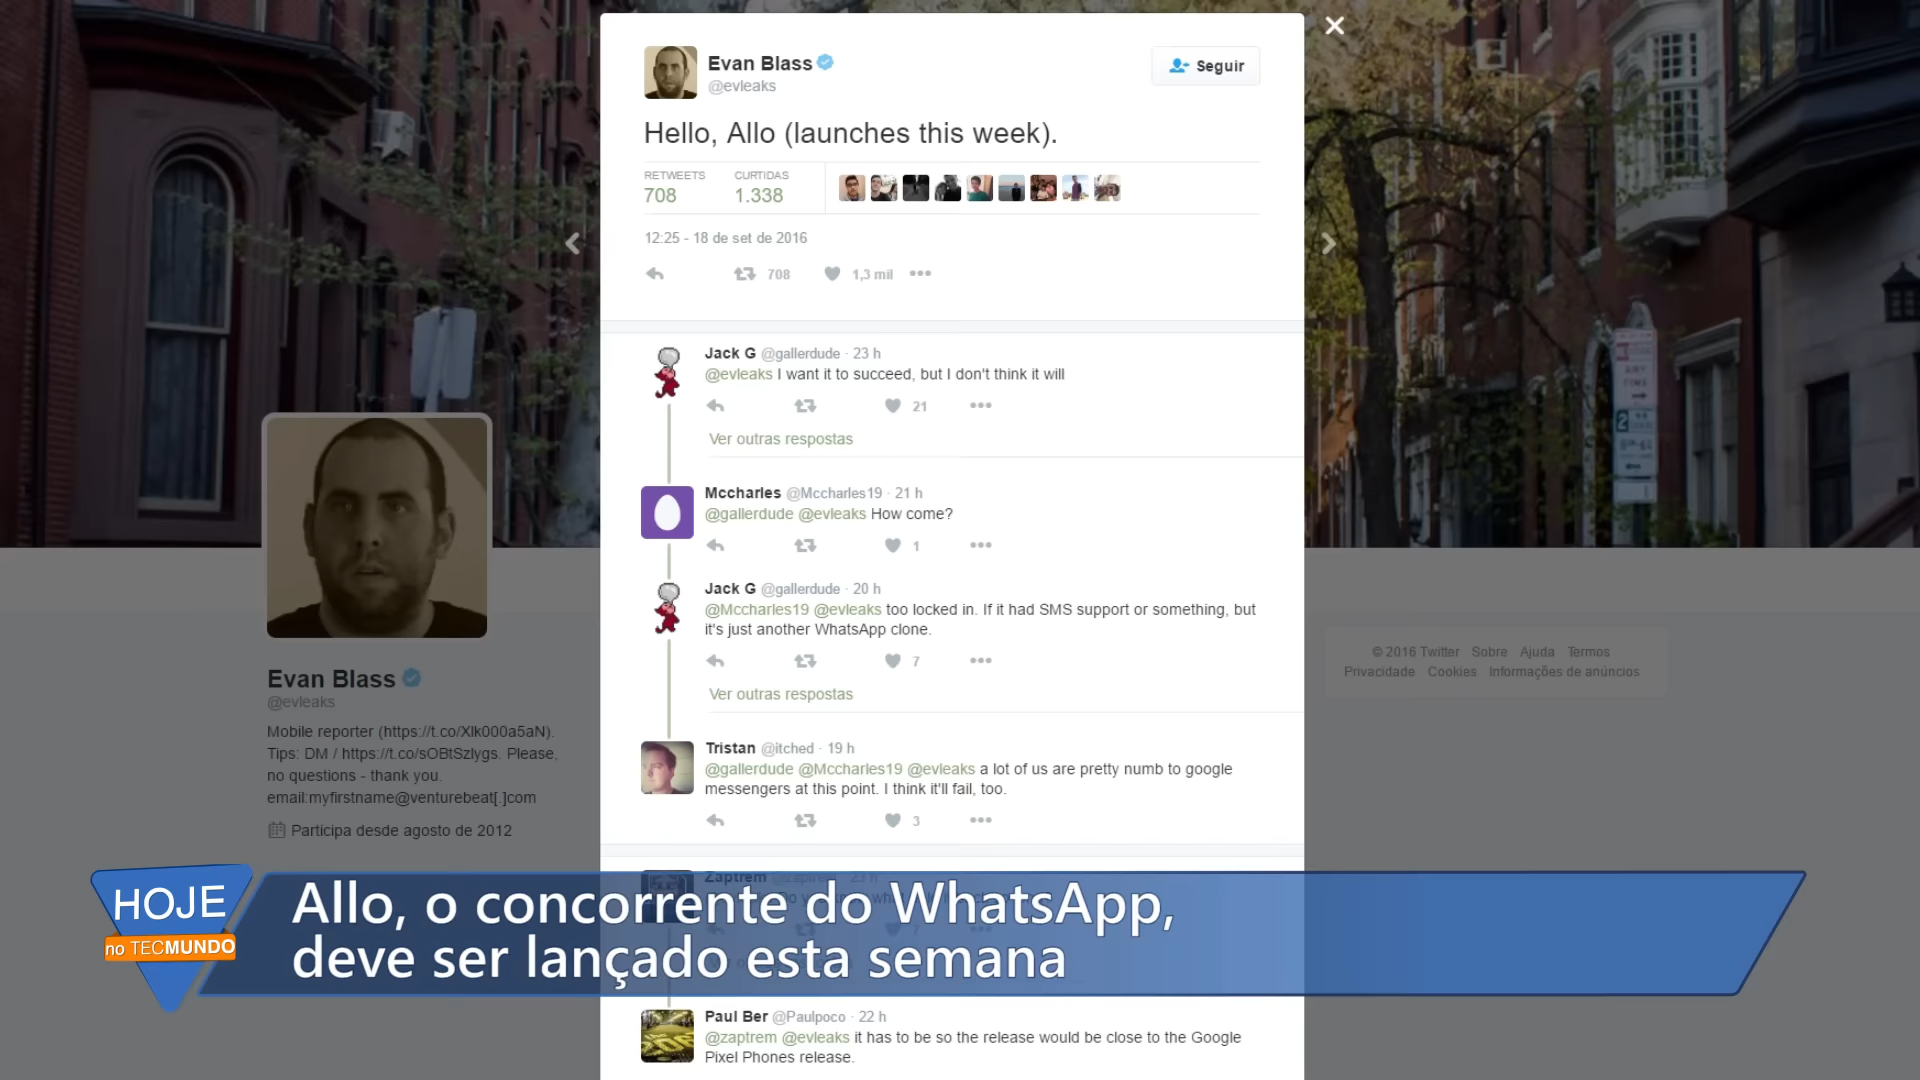 Evan Blass
@evleaks
Seguir
Hello, Allo (launches this week).
RETWEETS
708
CURTIDAS
1.338
12:25 - 18 de set de 2016
708
1,3 mil
Jack G @gallerdude · 23 h
@evleaks I want it to succeed, but I don't think it will
21
Ver outras respostas
Mccharles @Mccharles19 · 21 h
@gallerdude @evleaks How come?
1
Jack G @gallerdude · 20 h
@Mccharles19 @evleaks too locked in. If it had SMS support or something, but
it's just another WhatsApp clone.
7
Ver outras respostas
Tristan @itched · 19 h
@gallerdude @Mccharles19 @evleaks a lot of us are pretty numb to google
messengers at this point. I think it'll fail, too.
3
Zaptrem @zaptrem · 23 h
7
Paul Ber @Paulpoco · 22 h
@zaptrem @evleaks it has to be so the release would be close to the Google
Pixel Phones release.
Evan Blass
@evleaks
Mobile reporter (https://t.co/Xlk000a5aN).
Tips: DM / https://t.co/sOBtSzlygs. Please,
no questions - thank you.
email:myfirstname@venturebeat[.]com
Participa desde agosto de 2012
© 2016 Twitter Sobre Ajuda Termos
Privacidade Cookies Informações de anúncios
ANY
TIME
HOJE
no TECMUNDO
Allo, o concorrente do WhatsApp,
deve ser lançado esta semana